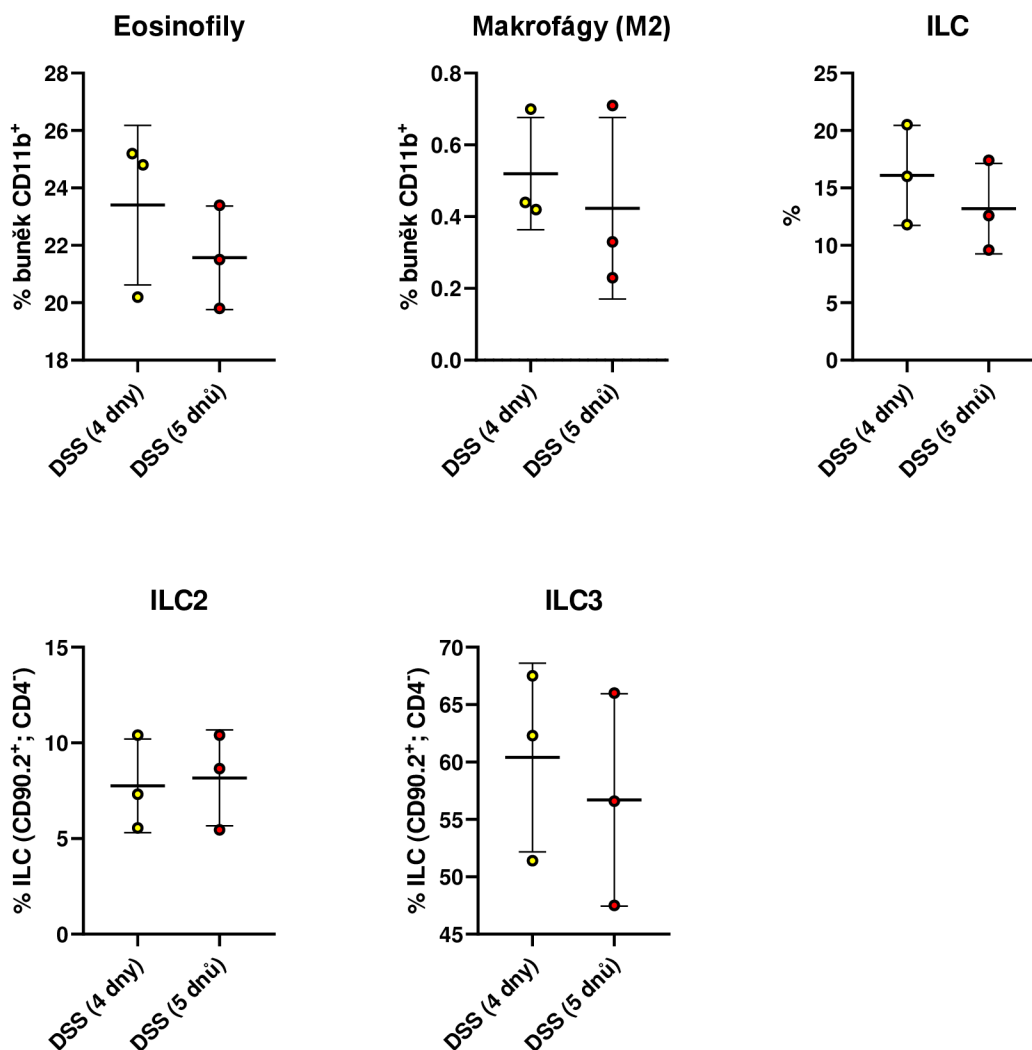 Eosinofily
% buněk CD11b⁺
28
26
24
22
20
18
DSS (4 dny)
DSS (5 dnů)
Makrofágy (M2)
% buněk CD11b⁺
0.8
0.6
0.4
0.2
0.0
DSS (4 dny)
DSS (5 dnů)
ILC
%
25
20
15
10
5
0
DSS (4 dny)
DSS (5 dnů)
ILC2
% ILC (CD90.2⁺; CD4⁻)
15
10
5
0
DSS (4 dny)
DSS (5 dnů)
ILC3
% ILC (CD90.2⁺; CD4⁻)
70
65
60
55
50
45
DSS (4 dny)
DSS (5 dnů)